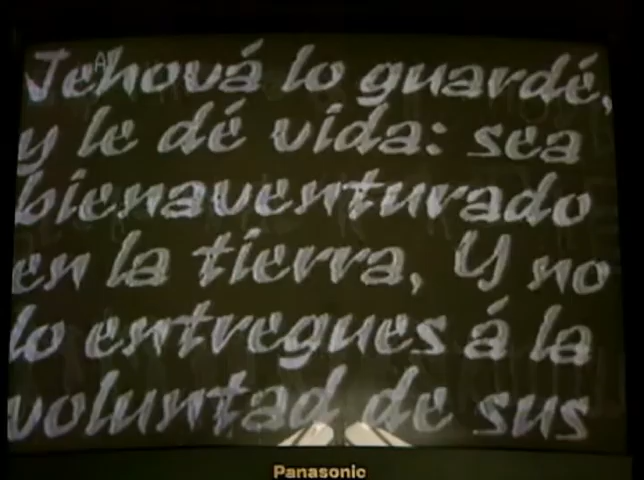 Jehová lo guardé,
y le dé vida: sea
bienaventurado
en la tierra, Y no
lo entregues á la
voluntad de sus
Panasonic